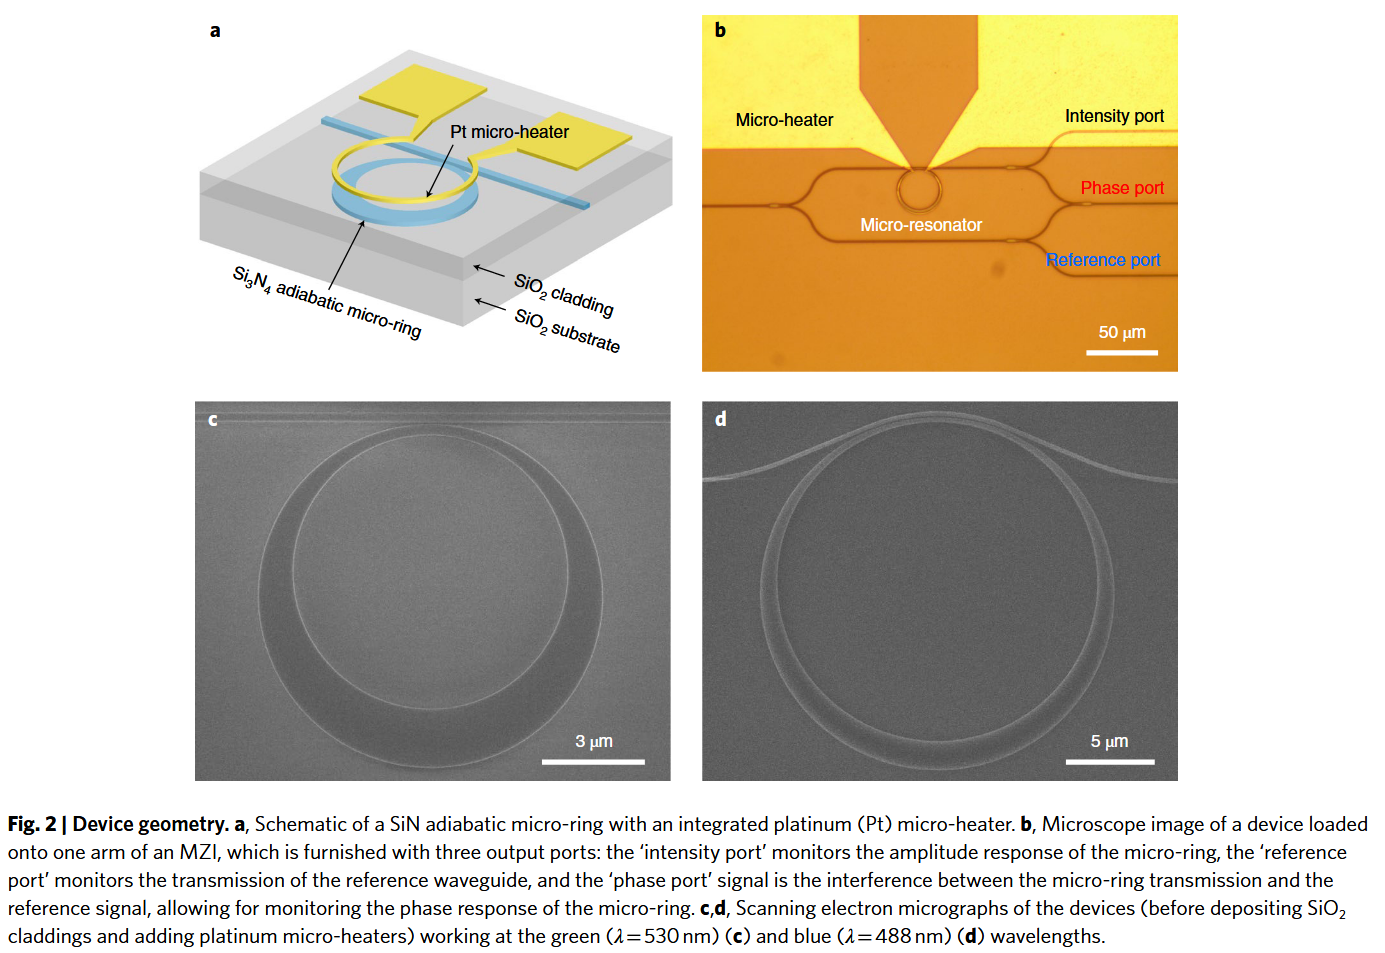 a
Pt micro-heater
Si₃N₄ adiabatic micro-ring
SiO₂ cladding
SiO₂ substrate
b
Micro-heater
Intensity port
Phase port
Micro-resonator
Reference port
50 μm
c
3 μm
d
5 μm
Fig. 2 | Device geometry. a, Schematic of a SiN adiabatic micro-ring with an integrated platinum (Pt) micro-heater. b, Microscope image of a device loaded
onto one arm of an MZI, which is furnished with three output ports: the ‘intensity port’ monitors the amplitude response of the micro-ring, the ‘reference
port’ monitors the transmission of the reference waveguide, and the ‘phase port’ signal is the interference between the micro-ring transmission and the
reference signal, allowing for monitoring the phase response of the micro-ring. c,d, Scanning electron micrographs of the devices (before depositing SiO₂
claddings and adding platinum micro-heaters) working at the green (λ = 530 nm) (c) and blue (λ = 488 nm) (d) wavelengths.